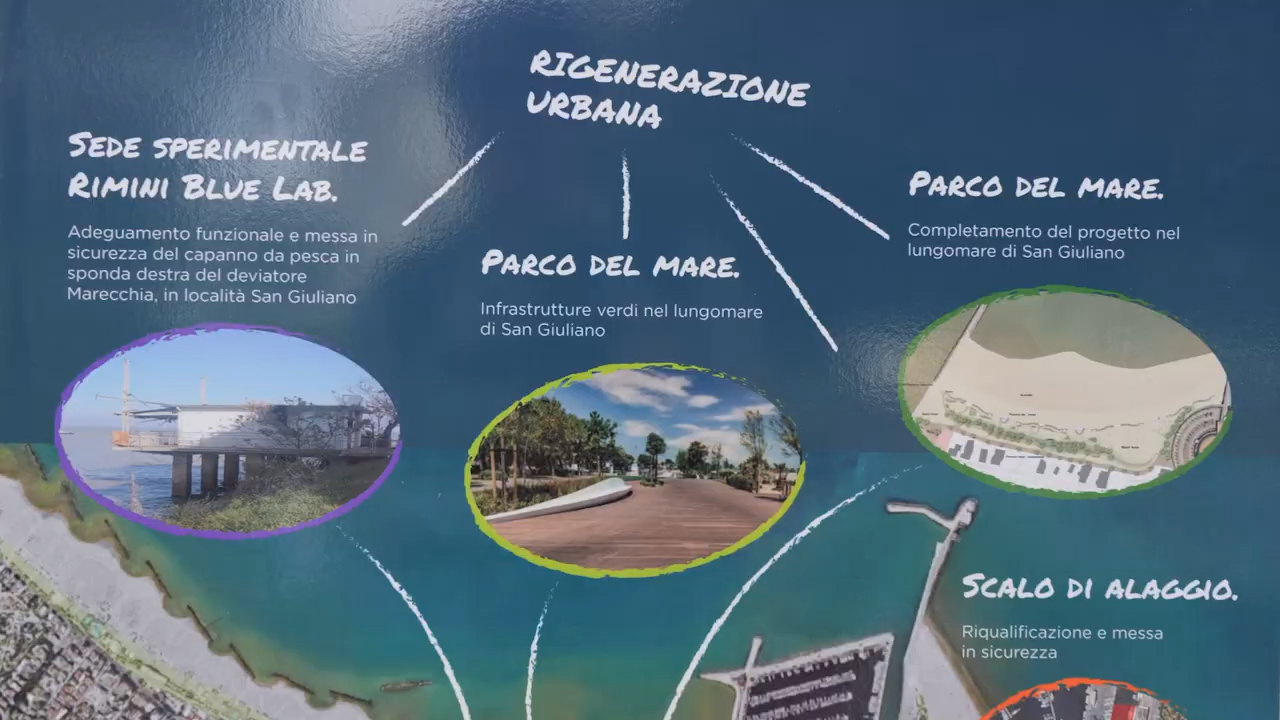 RIGENERAZIONE
URBANA
SEDE SPERIMENTALE
RIMINI BLUE LAB.
Adeguamento funzionale e messa in
sicurezza del capanno da pesca in
sponda destra del deviatore
Marecchia, in località San Giuliano
PARCO DEL MARE.
Infrastrutture verdi nel lungomare
di San Giuliano
PARCO DEL MARE.
Completamento del progetto nel
lungomare di San Giuliano
SCALO DI ALAGGIO.
Riqualificazione e messa
in sicurezza